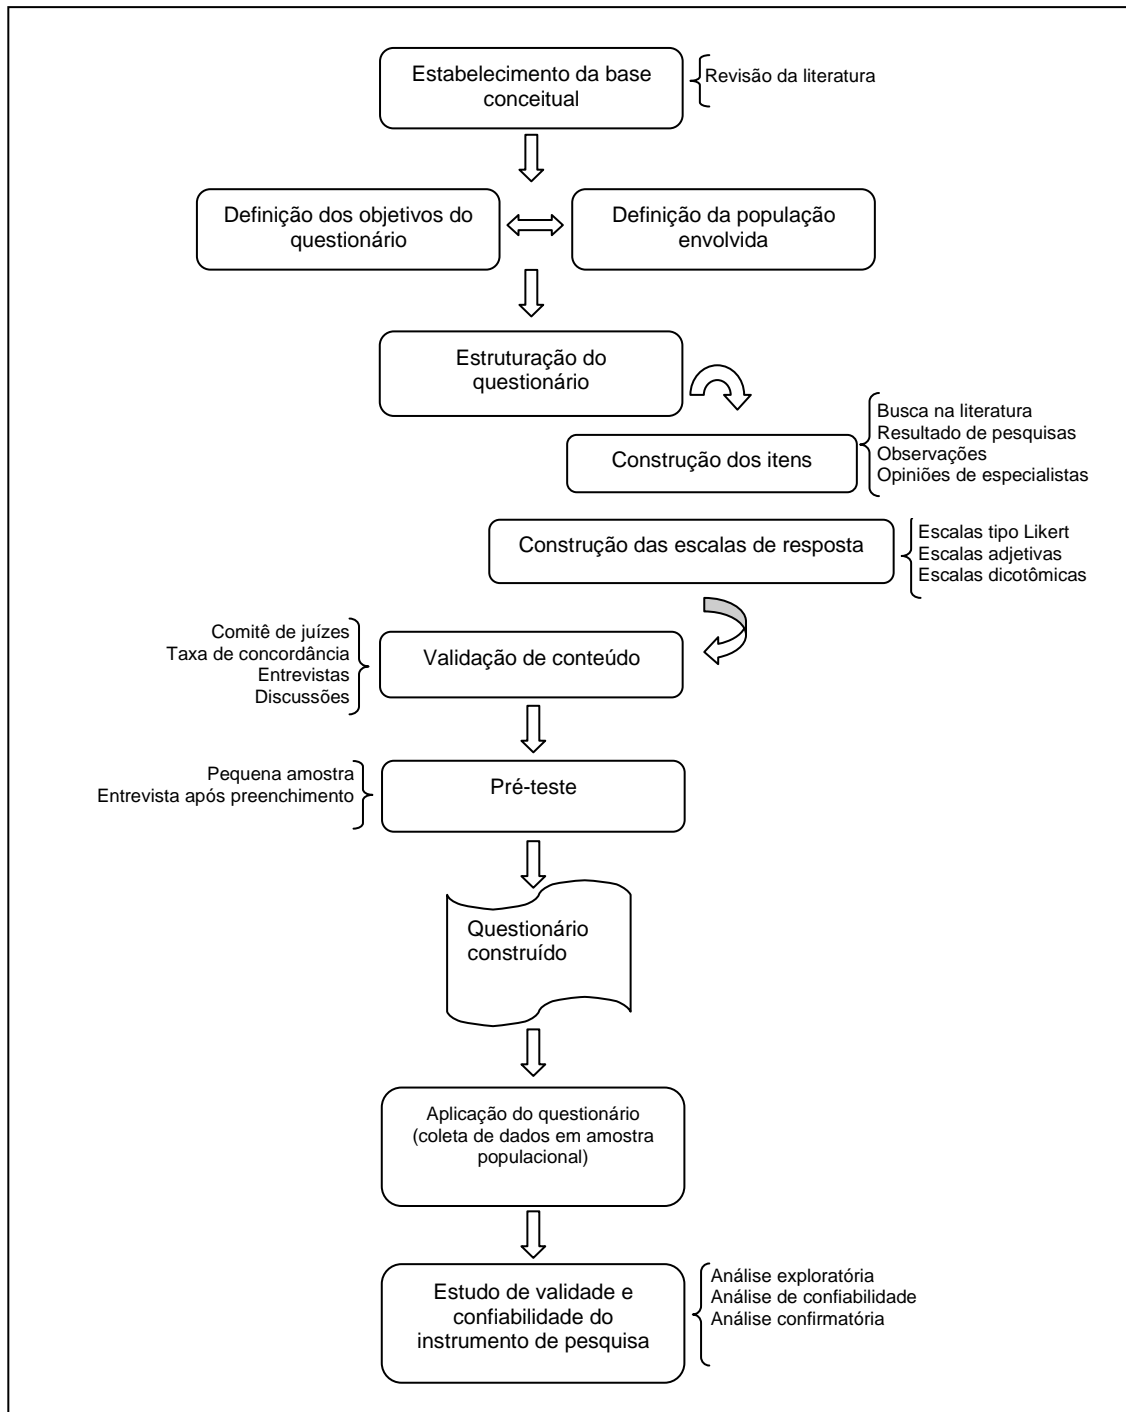 Estabelecimento da base
conceitual
Revisão da literatura
Definição dos objetivos do
questionário
Definição da população
envolvida
Estruturação do
questionário
Construção dos itens
Busca na literatura
Resultado de pesquisas
Observações
Opiniões de especialistas
Construção das escalas de resposta
Escalas tipo Likert
Escalas adjetivas
Escalas dicotômicas
Comitê de juízes
Taxa de concordância
Entrevistas
Discussões
Validação de conteúdo
Pequena amostra
Entrevista após preenchimento
Pré-teste
Questionário
construído
Aplicação do questionário
(coleta de dados em amostra
populacional)
Estudo de validade e
confiabilidade do
instrumento de pesquisa
Análise exploratória
Análise de confiabilidade
Análise confirmatória